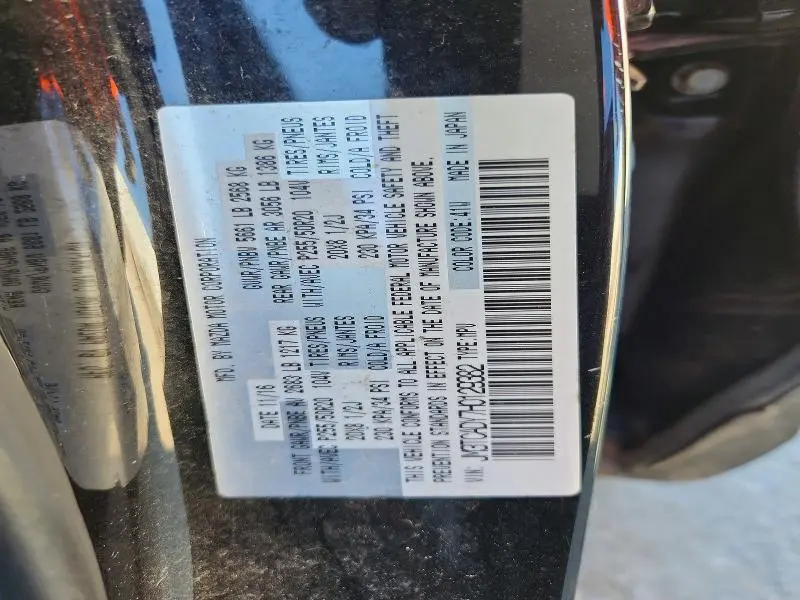 MFD. BY MAZDA MOTOR CORPORATION
DATE 11/16 GVWR/PNBV 5661 LB 2568 KG
FRONT GAWR/PNBE AV 2683 LB 1217 KG REAR GAWR/PNBE AR 3056 LB 1386 KG
WITH/AVEC P255/50R20 104V TIRES/PNEUS WITH/AVEC P255/50R20 104V TIRES/PNEUS
20X8 1/2J RIMS/JANTES 20X8 1/2J RIMS/JANTES
230 KPA/34 PSI COLD/A FROID 230 KPA/34 PSI COLD/A FROID
THIS VEHICLE CONFORMS TO ALL APPLICABLE FEDERAL MOTOR VEHICLE SAFETY AND THEFT
PREVENTION STANDARDS IN EFFECT ON THE DATE OF MANUFACTURE SHOWN ABOVE.
COLOR CODE:41W MADE IN JAPAN
VIN: TYPE:MPV